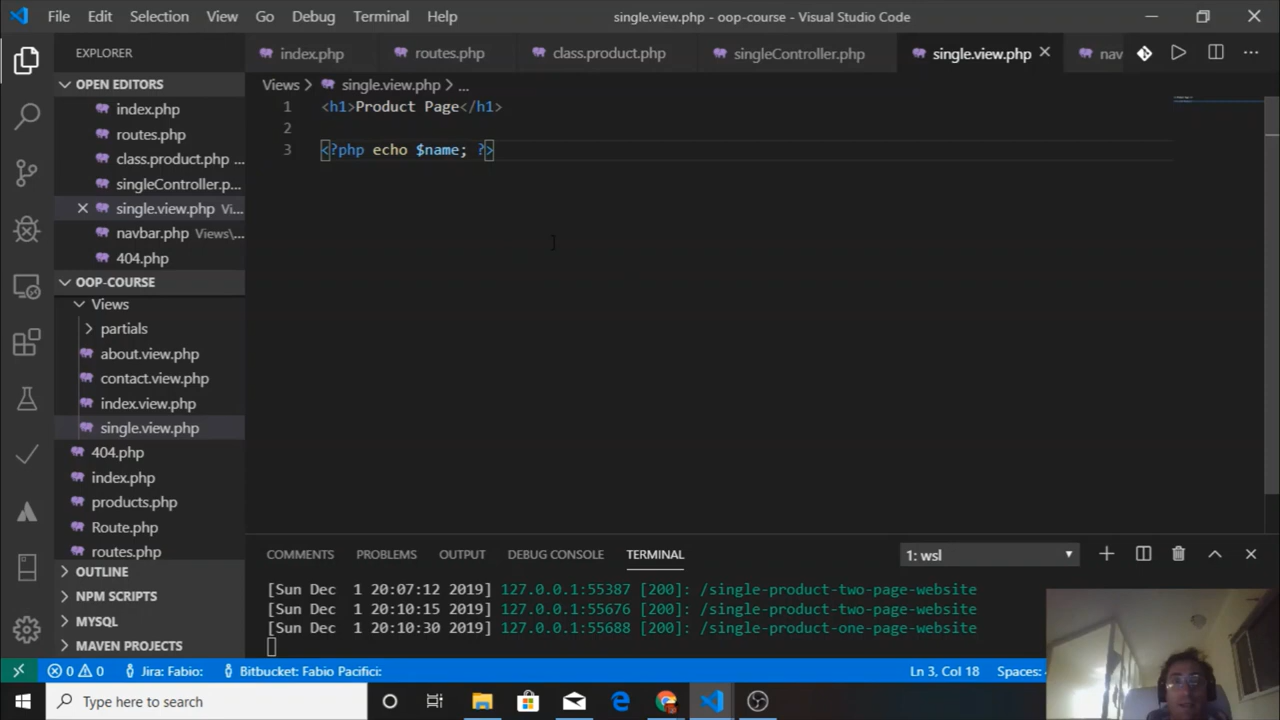 File Edit Selection View Go Debug Terminal Help single.view.php - oop-course - Visual Studio Code
EXPLORER
index.php routes.php class.product.php singleController.php single.view.php nav
OPEN EDITORS
index.php
routes.php
class.product.php ...
singleController.p...
single.view.php Vi...
navbar.php Views\...
404.php
OOP-COURSE
Views
partials
about.view.php
contact.view.php
index.view.php
single.view.php
404.php
index.php
products.php
Route.php
routes.php
OUTLINE
NPM SCRIPTS
MYSQL
MAVEN PROJECTS
Views > single.view.php > ...
1 <h1>Product Page</h1>
2
3 <?php echo $name; ?>
COMMENTS PROBLEMS OUTPUT DEBUG CONSOLE TERMINAL 1: wsl
[Sun Dec 1 20:07:12 2019] 127.0.0.1:55387 [200]: /single-product-two-page-website
[Sun Dec 1 20:10:15 2019] 127.0.0.1:55676 [200]: /single-product-two-page-website
[Sun Dec 1 20:10:30 2019] 127.0.0.1:55688 [200]: /single-product-one-page-website
0 0 Jira: Fabio: Bitbucket: Fabio Pacifici: Ln 3, Col 18 Spaces:
Type here to search